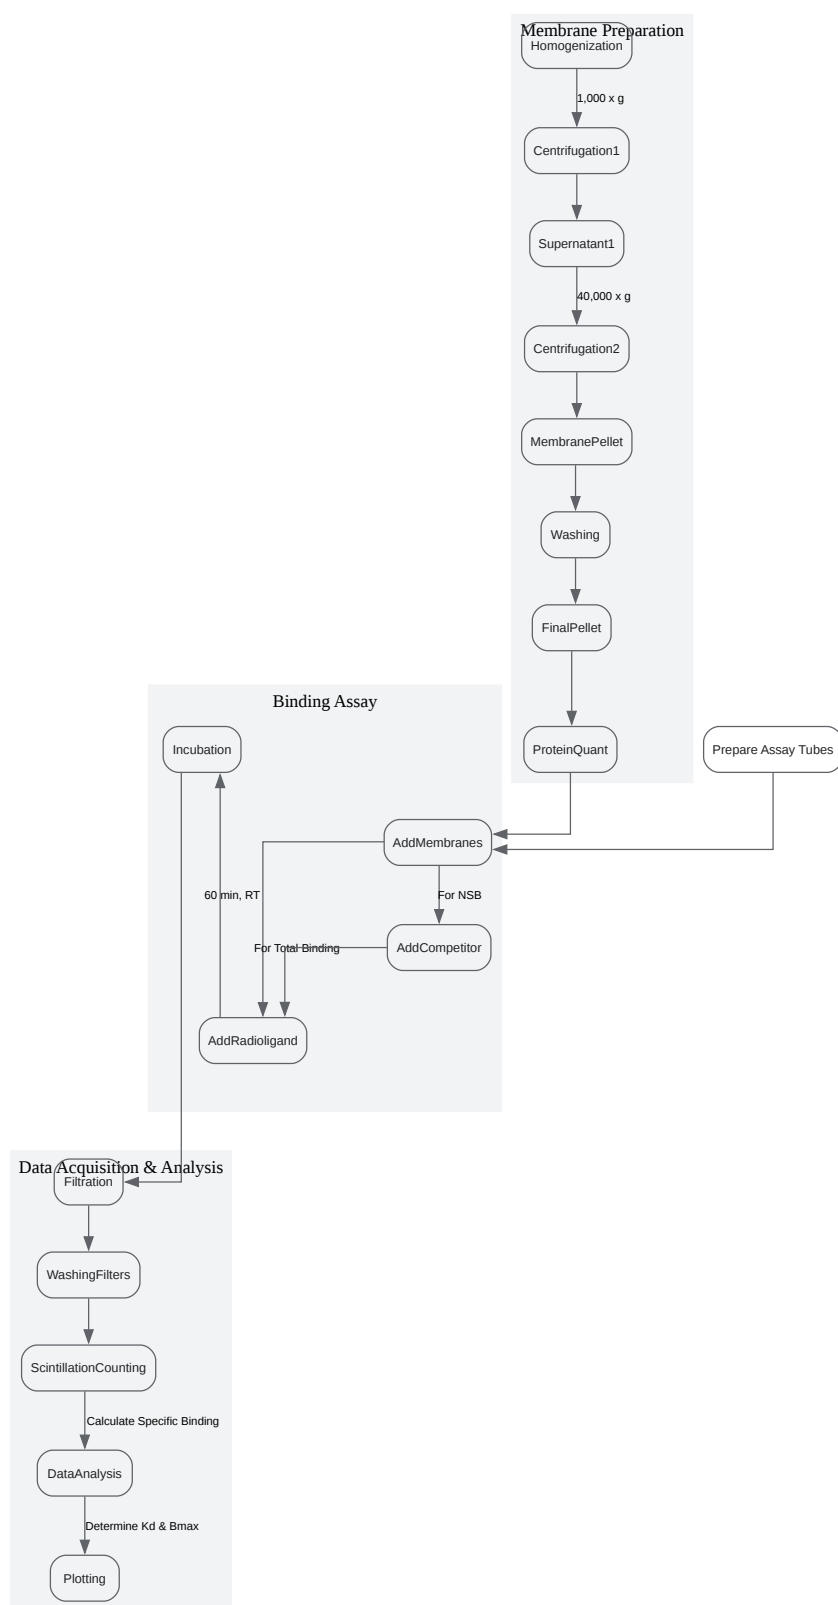 Membrane Preparation
Homogenization
1,000 x g
Centrifugation1
Supernatant1
40,000 x g
Centrifugation2
MembranePellet
Washing
FinalPellet
Binding Assay
Incubation
ProteinQuant
Prepare Assay Tubes
AddMembranes
60 min, RT
For NSB
For Total Binding
AddCompetitor
AddRadioligand
Data Acquisition & Analysis
Filtration
WashingFilters
ScintillationCounting
Calculate Specific Binding
DataAnalysis
Determine Kd & Bmax
Plotting